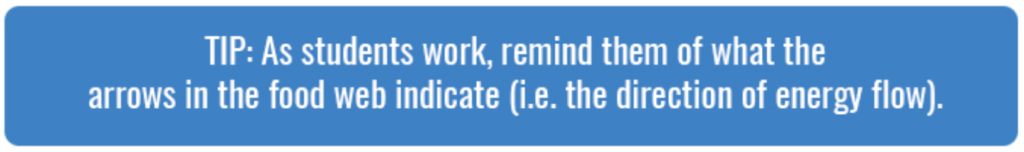 TIP: As students work, remind them of what the
arrows in the food web indicate (i.e. the direction of energy flow).